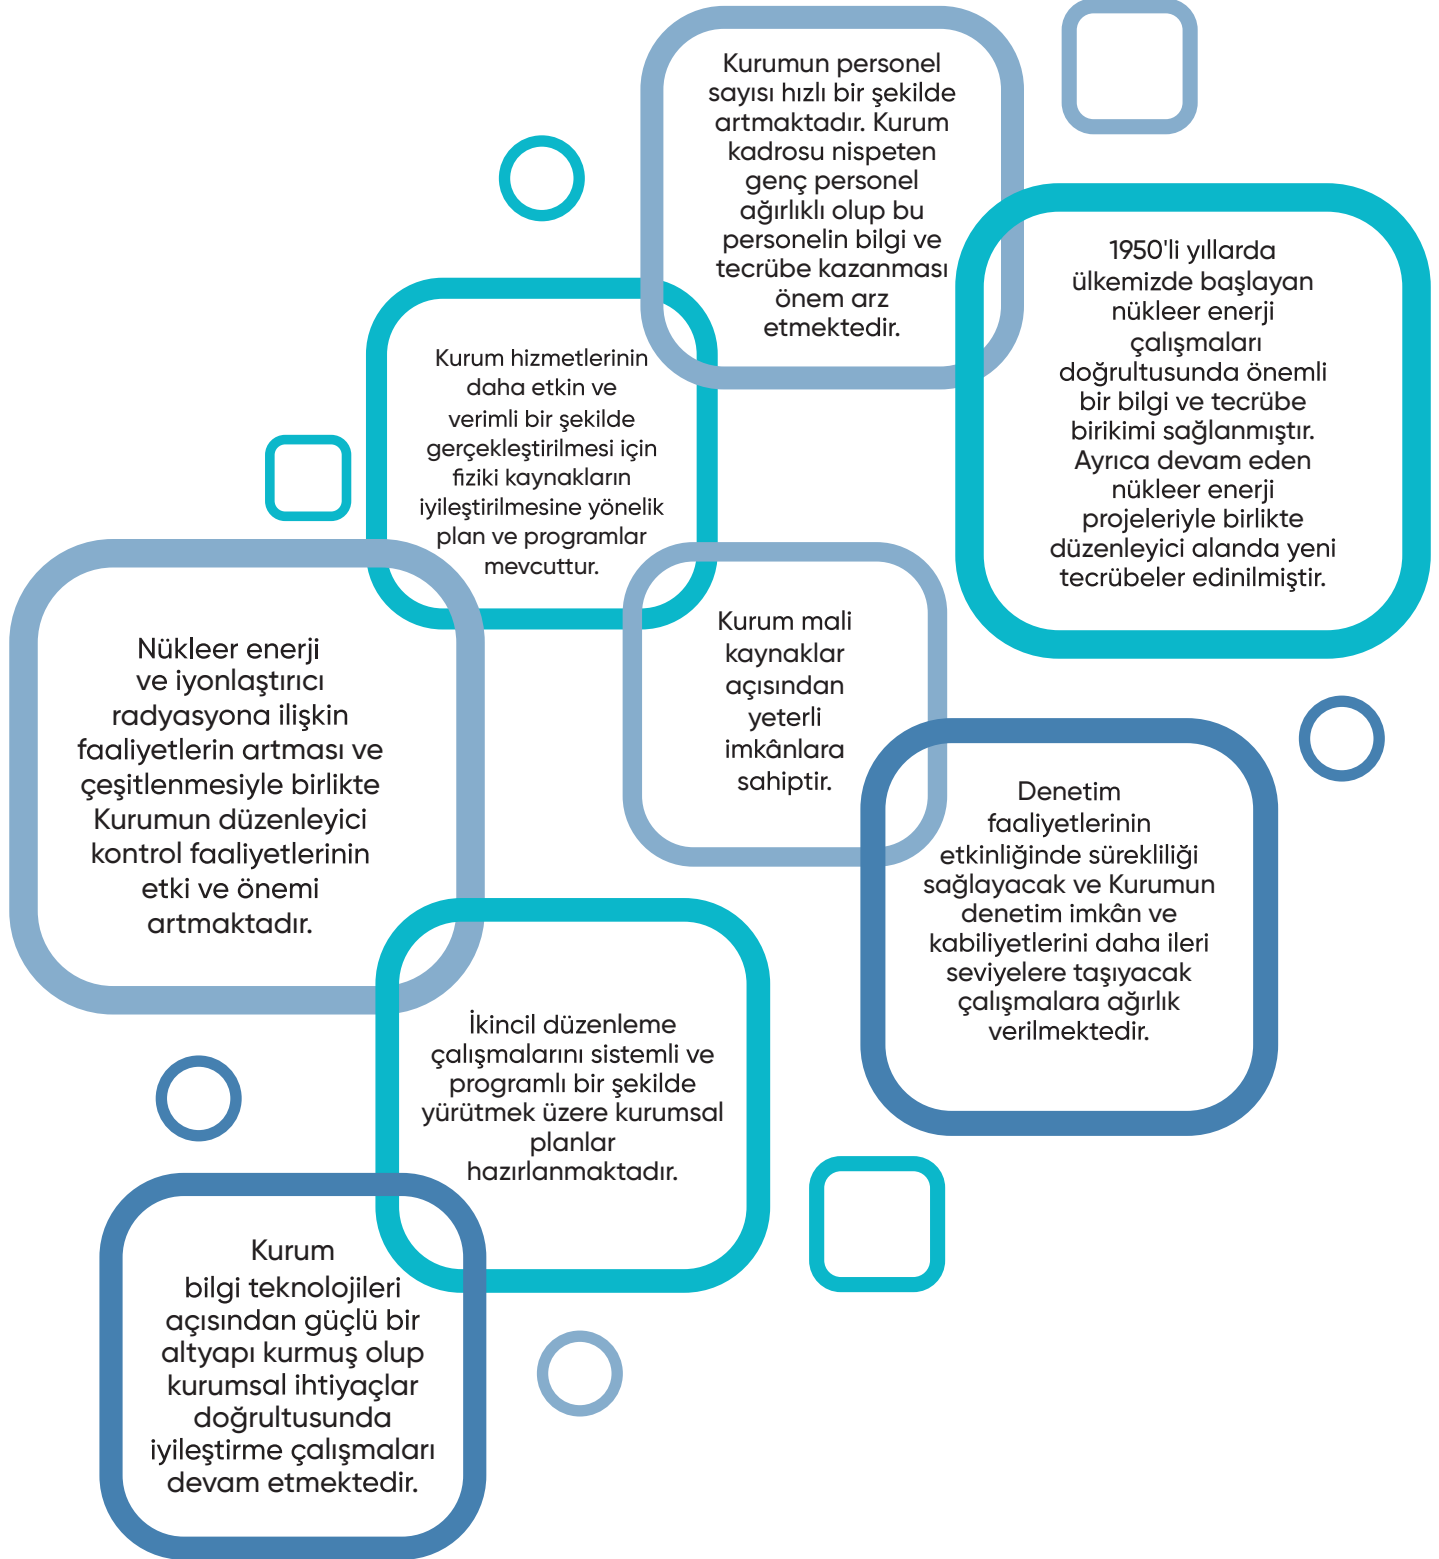 Kurumun personel
sayısı hızlı bir şekilde
artmaktadır. Kurum
kadrosu nispeten
genç personel
ağırlıklı olup bu
personelin bilgi ve
tecrübe kazanması
önem arz
etmektedir.
1950'li yıllarda
ülkemizde başlayan
nükleer enerji
çalışmaları
doğrultusunda önemli
bir bilgi ve tecrübe
birikimi sağlanmıştır.
Ayrıca devam eden
nükleer enerji
projeleriyle birlikte
düzenleyici alanda yeni
tecrübeler edinilmiştir.
Kurum hizmetlerinin
daha etkin ve
verimli bir şekilde
gerçekleştirilmesi için
fiziki kaynakların
iyileştirilmesine yönelik
plan ve programlar
mevcuttur.
Kurum mali
kaynaklar
açısından
yeterli
imkânlara
sahiptir.
Nükleer enerji
ve iyonlaştırıcı
radyasyona ilişkin
faaliyetlerin artması ve
çeşitlenmesiyle birlikte
Kurumun düzenleyici
kontrol faaliyetlerinin
etki ve önemi
artmaktadır.
Denetim
faaliyetlerinin
etkinliğinde sürekliliği
sağlayacak ve Kurumun
denetim imkân ve
kabiliyetlerini daha ileri
seviyelere taşıyacak
çalışmalara ağırlık
verilmektedir.
İkincil düzenleme
çalışmalarını sistemli ve
programlı bir şekilde
yürütmek üzere kurumsal
planlar
hazırlanmaktadır.
Kurum
bilgi teknolojileri
açısından güçlü bir
altyapı kurmuş olup
kurumsal ihtiyaçlar
doğrultusunda
iyileştirme çalışmaları
devam etmektedir.